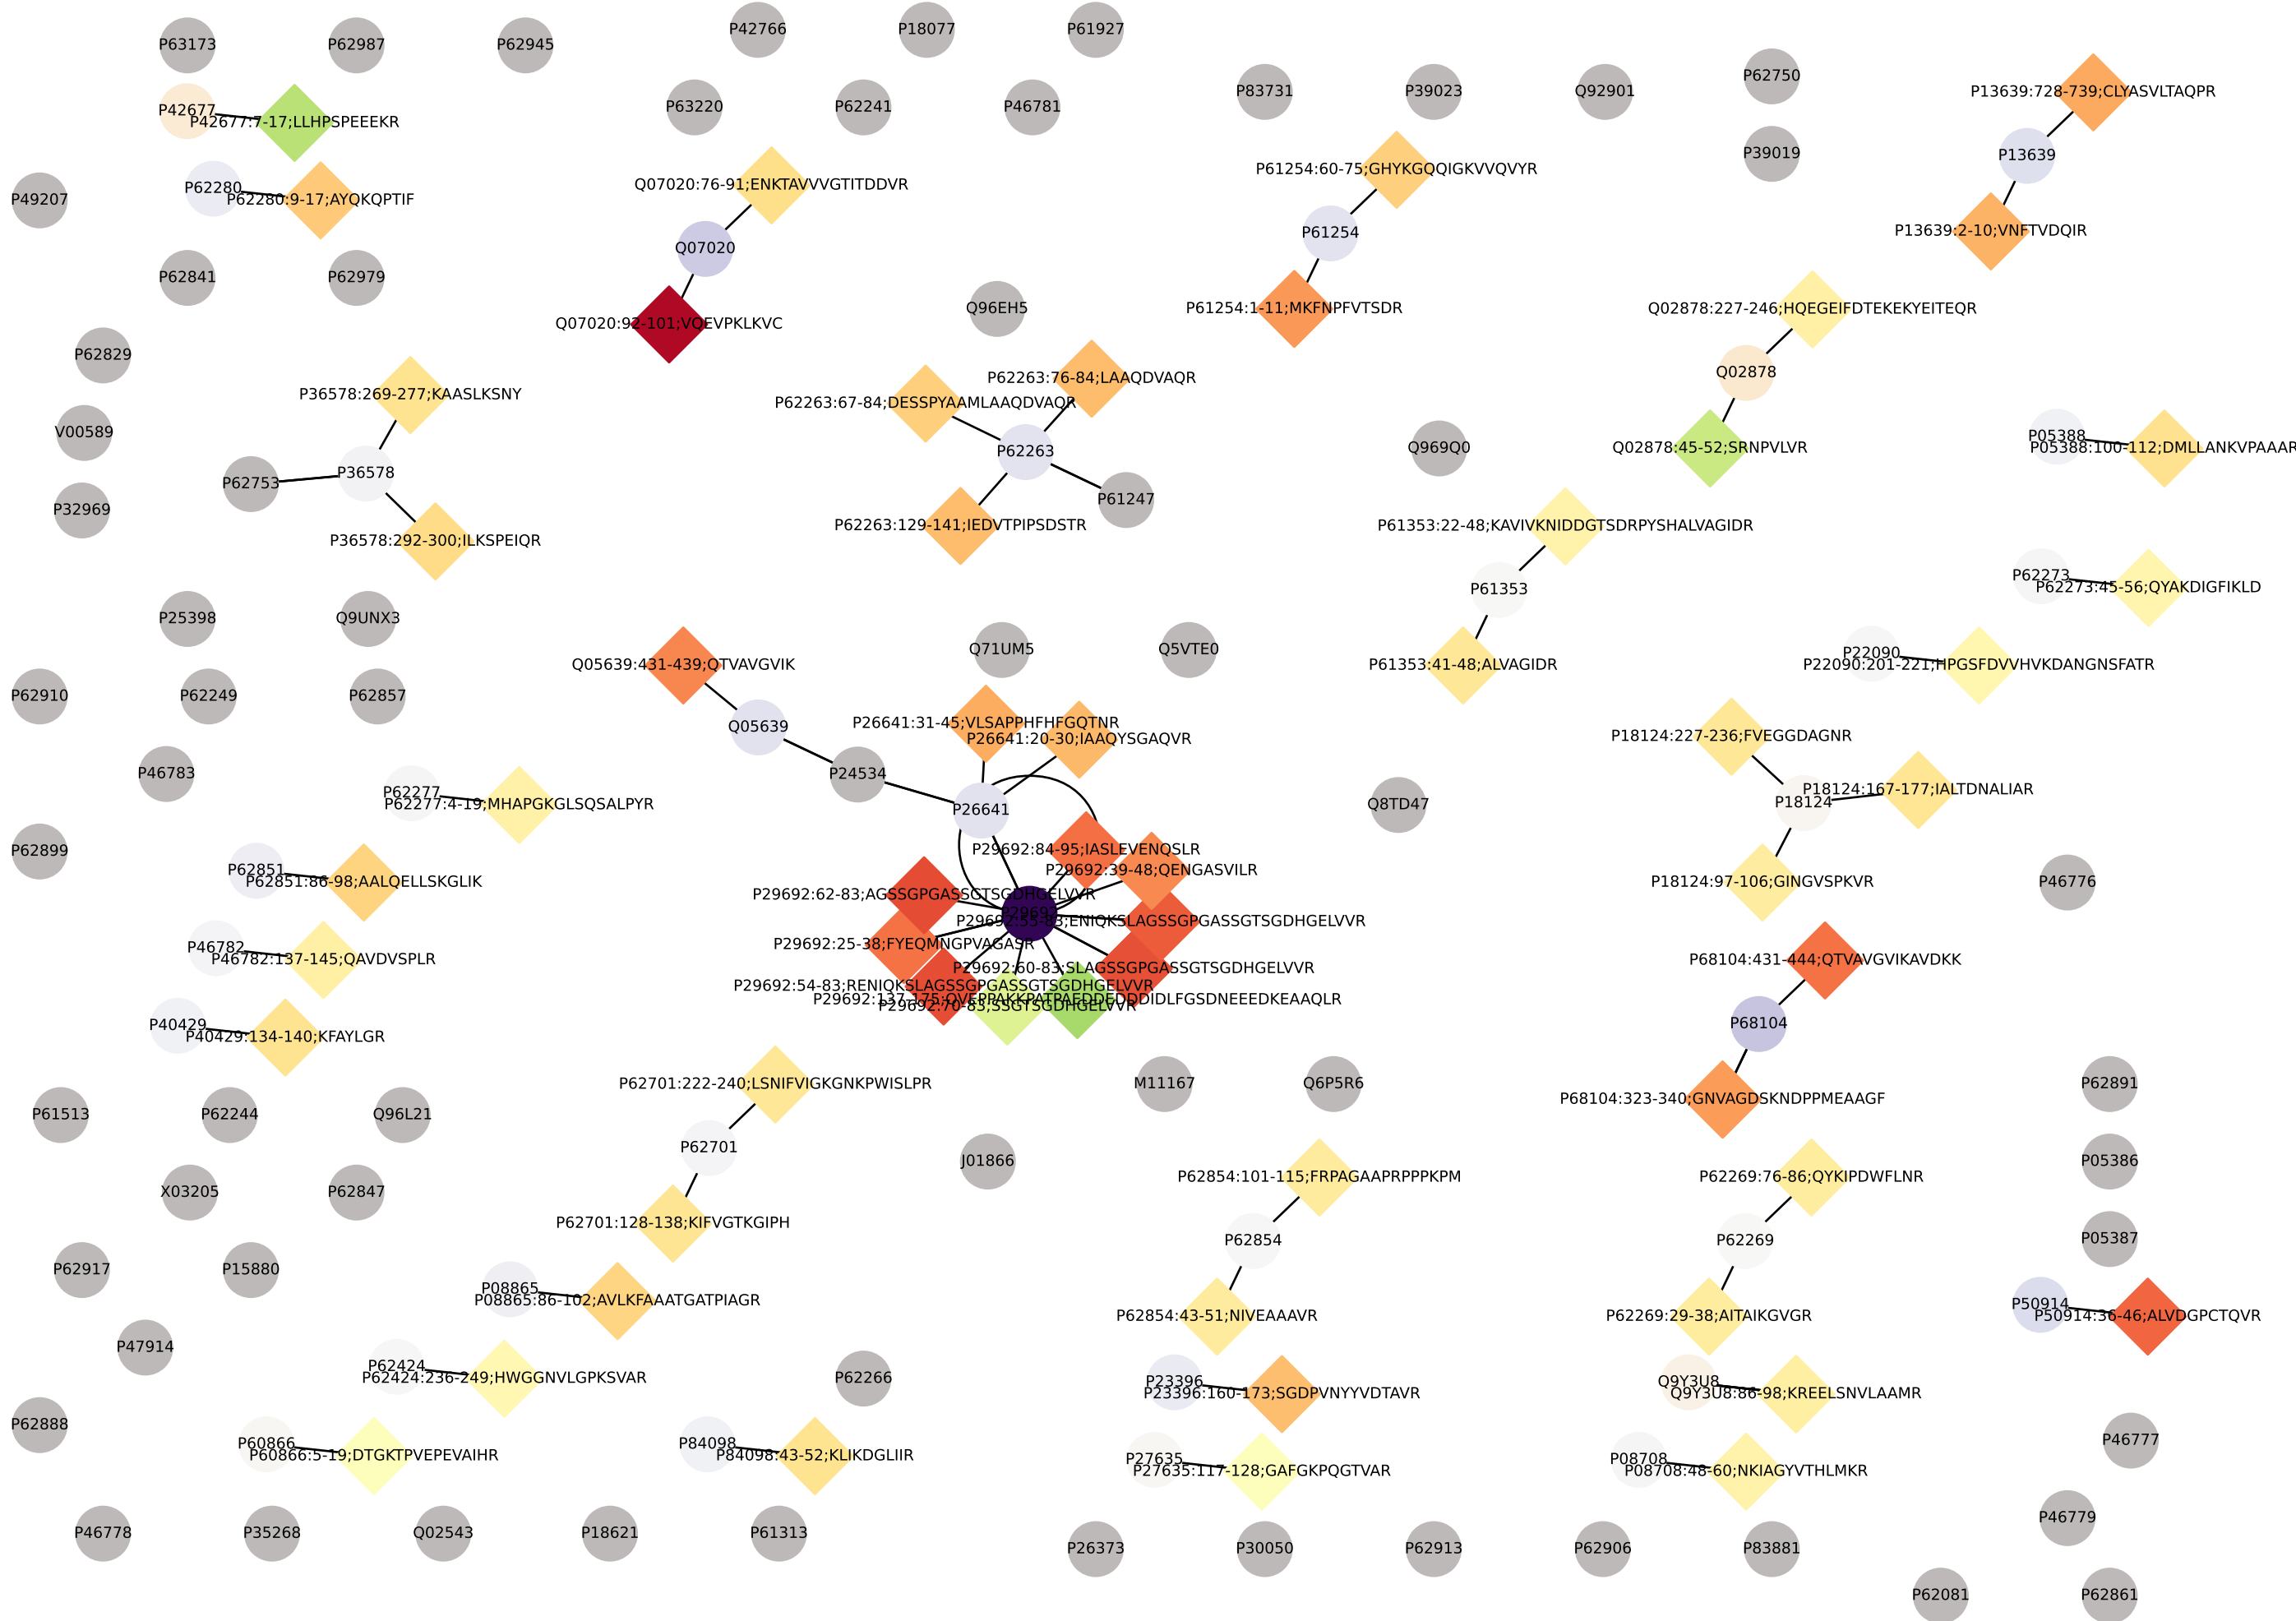 P42766
P18077
P61927
P63173
P62987
P62945
P62750
P83731
P39023
Q92901
P13639:728-739;CLYASVLTAQPR
P63220
P62241
P46781
P42677
P42677:7-17;LLHPSPEEEKR
P39019
P13639
P61254:60-75;GHYKGQQIGKVVQVYR
Q07020:76-91;ENKTAVVVGTITDDVR
P62280
P62280:9-17;AYQKQPTIF
P49207
P61254
P13639:2-10;VNFTVDQIR
Q07020
P62841
P62979
Q96EH5
P61254:1-11;MKFNPFVTSDR
Q02878:227-246;HQEGEIFDTEKEKYEITEQR
Q07020:92-101;VQEVPKLKVC
P62829
Q02878
P62263:76-84;LAAQDVAQR
P36578:269-277;KAASLKSNY
P62263:67-84;DESSPYAAMLAAQDVAQR
V00589
P05388
P05388:100-112;DMLLANKVPAAAR
Q969Q0
Q02878:45-52;SRNPVLVR
P62263
P36578
P62753
P61247
P32969
P62263:129-141;IEDVTPIPSDSTR
P61353:22-48;KAVIVKNIDDGTSDRPYSHALVAGIDR
P36578:292-300;ILKSPEIQR
P62273
P62273:45-56;QYAKDIGFIKLD
P61353
P25398
Q9UNX3
Q71UM5
Q5VTE0
P22090
P22090:201-221;HPGSFDVVHVKDANGNSFATR
Q05639:431-439;QTVAVGVIK
P61353:41-48;ALVAGIDR
P62910
P62249
P62857
P26641:31-45;VLSAPPHFHFGQTNR
Q05639
P26641:20-30;IAAQYSGAQVR
P18124:227-236;FVEGGDAGNR
P46783
P24534
P18124:167-177;IALTDNALIAR
P62277
P62277:4-19;MHAPGKGLSQSALPYR
P26641
Q8TD47
P18124
P62899
P29692:84-95;IASLEVENQSLR
P62851
P62851:86-98;AALQELLSKGLIK
P29692:39-48;QENGASVILR
P18124:97-106;GINGVSPKVR
P46776
P29692:62-83;AGSSGPGASSGTSGDHGELVVR
P29692
P29692:55-83;ENIQKSLAGSSGPGASSGTSGDHGELVVR
P46782
P46782:137-145;QAVDVSPLR
P29692:25-38;FYEQMNGPVAGASR
P68104:431-444;QTVAVGVIKAVDKK
P29692:60-83;SLAGSSGPGASSGTSGDHGELVVR
P29692:54-83;RENIQKSLAGSSGPGASSGTSGDHGELVVR
P29692:137-175;QVEPPAKKPATPAEDDEDDDIDLFGSDNEEEDKEAAQLR
P29692:70-83;SSGTSGDHGELVVR
P40429
P40429:134-140;KFAYLGR
P68104
P62701:222-240;LSNIFVIGKGNKPWISLPR
M11167
Q6P5R6
P62891
P68104:323-340;GNVAGDSKNDPPMEAAGF
P61513
P62244
Q96L21
P62701
J01866
P05386
P62854:101-115;FRPAGAAPRPPPKPM
P62269:76-86;QYKIPDWFLNR
X03205
P62847
P62701:128-138;KIFVGTKGIPH
P62854
P62269
P05387
P62917
P15880
P08865
P08865:86-102;AVLKFAAATGATPIAGR
P50914
P50914:36-46;ALVDGPCTQVR
P62854:43-51;NIVEAAAVR
P62269:29-38;AITAIKGVGR
P47914
P62424
P62424:236-249;HWGGNVLGPKSVAR
P62266
P23396
P23396:160-173;SGDPVNYYVDTAVR
Q9Y3U8
Q9Y3U8:86-98;KREELSNVLAAMR
P62888
P60866
P60866:5-19;DTGKTPVEPEVAIHR
P84098
P84098:43-52;KLIKDGLIIR
P46777
P27635
P27635:117-128;GAFGKPQGTVAR
P08708
P08708:48-60;NKIAGYVTHLMKR
P46779
P46778
P35268
Q02543
P18621
P61313
P26373
P30050
P62913
P62906
P83881
P62081
P62861